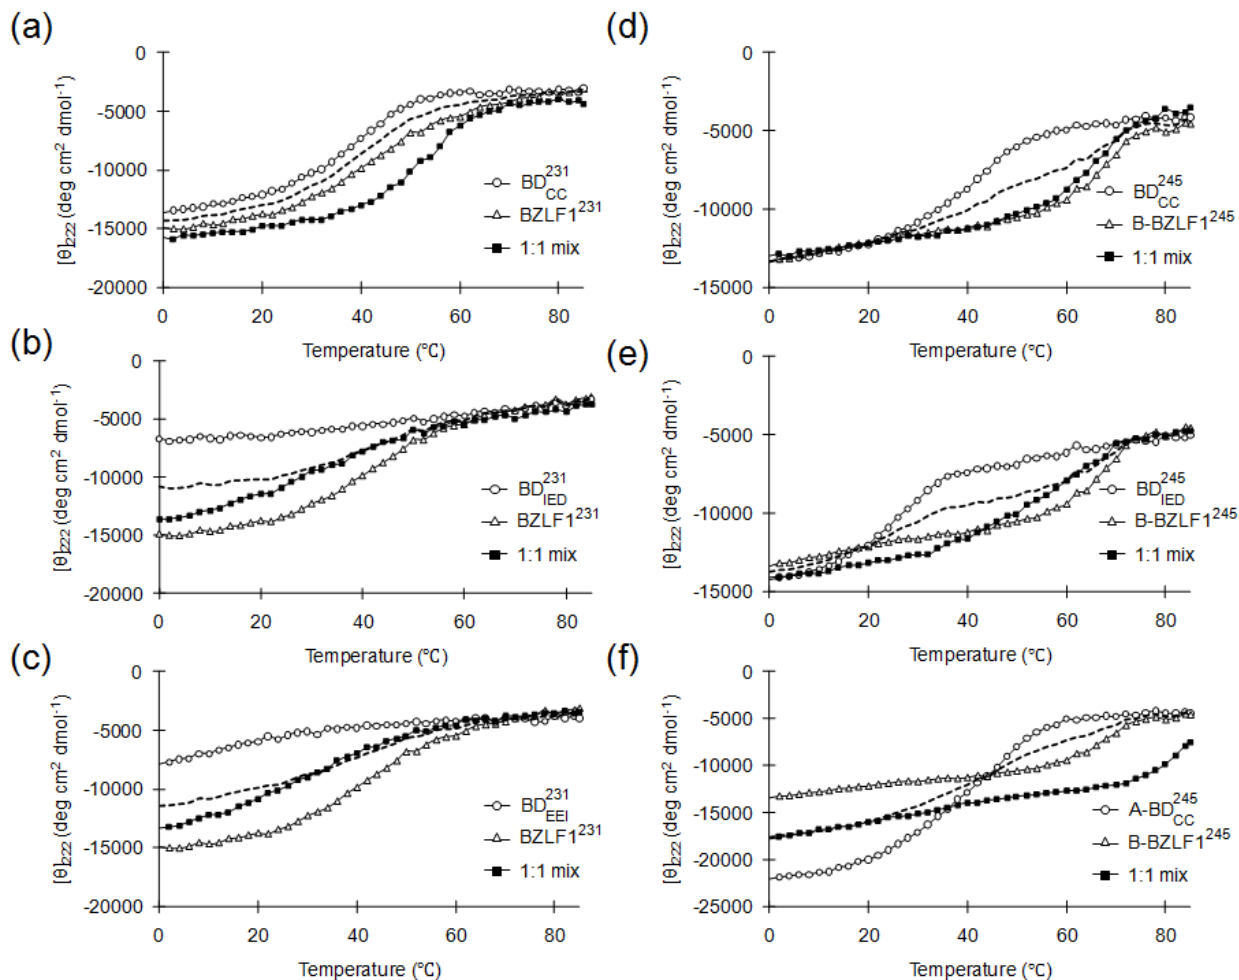 (a)
0
-5000
-10000
-15000
-20000
[θ]222 (deg cm2 dmol-1)
BDCC231
BZLF1231
1:1 mix
0 20 40 60 80
Temperature (℃)
(b)
0
-5000
-10000
-15000
-20000
[θ]222 (deg cm2 dmol-1)
BDIED231
BZLF1231
1:1 mix
0 20 40 60 80
Temperature (℃)
(c)
0
-5000
-10000
-15000
-20000
[θ]222 (deg cm2 dmol-1)
BDEEI231
BZLF1231
1:1 mix
0 20 40 60 80
Temperature (℃)
(d)
0
-5000
-10000
-15000
[θ]222 (deg cm2 dmol-1)
BDCC245
B-BZLF1245
1:1 mix
0 20 40 60 80
Temperature (℃)
(e)
0
-5000
-10000
-15000
[θ]222 (deg cm2 dmol-1)
BDIED245
B-BZLF1245
1:1 mix
0 20 40 60 80
Temperature (℃)
(f)
0
-5000
-10000
-15000
-20000
-25000
[θ]222 (deg cm2 dmol-1)
A-BDCC245
B-BZLF1245
1:1 mix
0 20 40 60 80
Temperature (℃)